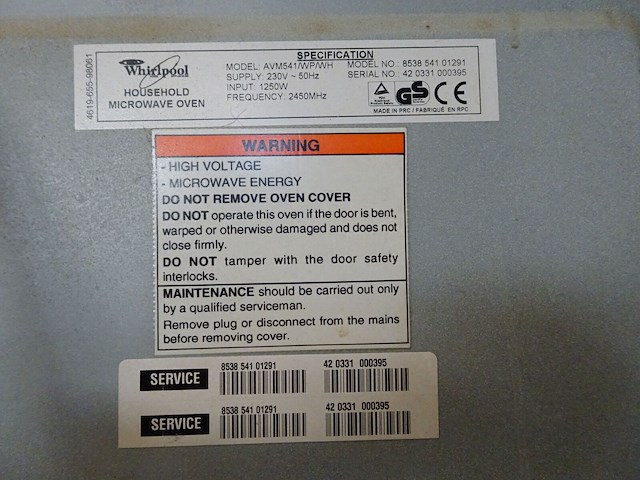 4619-655-98061
Whirlpool
HOUSEHOLD
MICROWAVE OVEN
SPECIFICATION
MODEL: AVM541/WP/WH MODEL NO : 8538 541 01291
SUPPLY: 230V ~ 50Hz SERIAL NO : 42 0331 000395
INPUT: 1250W
FREQUENCY: 2450MHz
GS CE
MADE IN PRC / FABRIQUÉ EN RPC
WARNING
- HIGH VOLTAGE
- MICROWAVE ENERGY
DO NOT REMOVE OVEN COVER
DO NOT operate this oven if the door is bent,
warped or otherwise damaged and does not
close firmly.
DO NOT tamper with the door safety
interlocks.
MAINTENANCE should be carried out only
by a qualified serviceman.
Remove plug or disconnect from the mains
before removing cover.
SERVICE 8538 541 01291 42 0331 000395
SERVICE 8538 541 01291 42 0331 000395